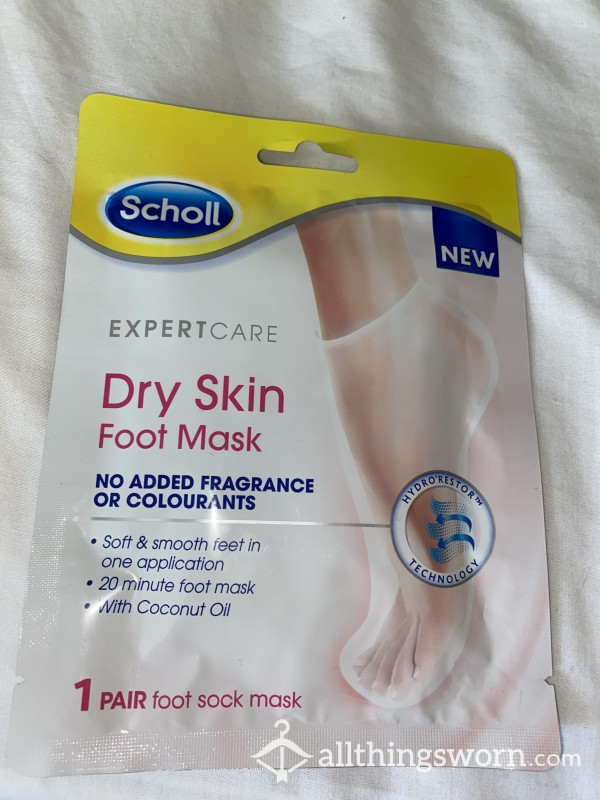 Scholl
NEW
EXPERTCARE
Dry Skin
Foot Mask
NO ADDED FRAGRANCE
OR COLOURANTS
HYDRO'RESTOR™
TECHNOLOGY
• Soft & smooth feet in
one application
• 20 minute foot mask
• With Coconut Oil
1 PAIR foot sock mask
allthingsworn.com